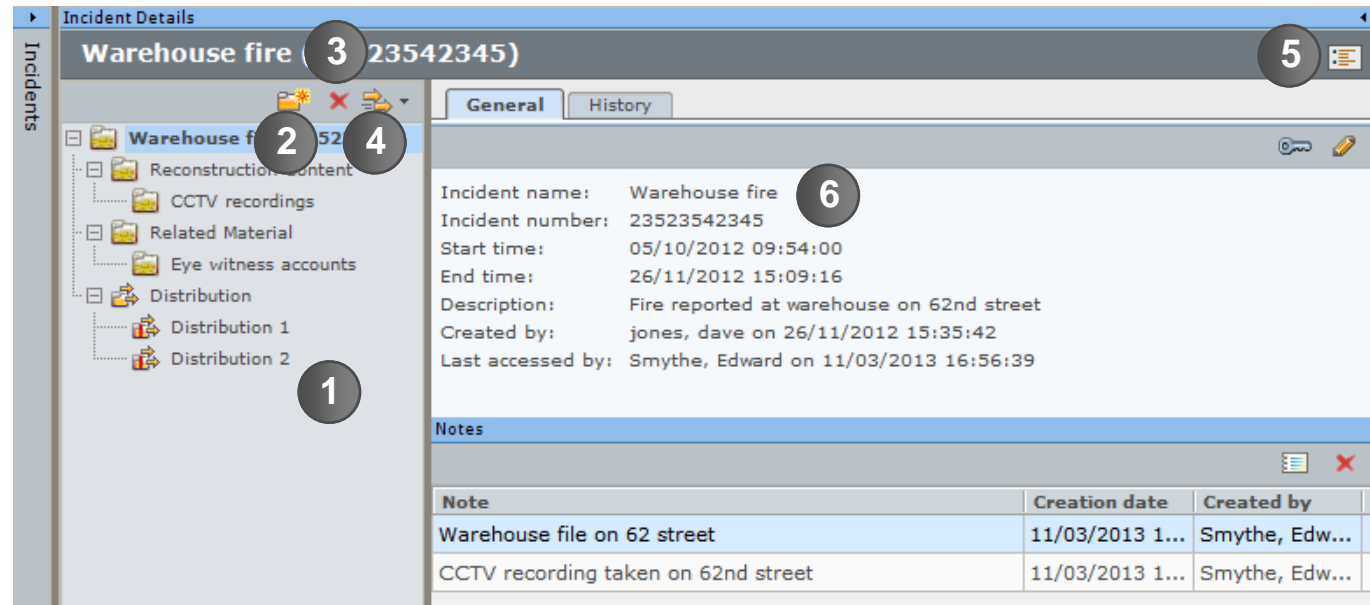 Incident Details
Incidents
Warehouse fire ( 23542345)
3
5
2
4
General History
Warehouse f 52
Reconstruction ontent
CCTV recordings
Related Material
Eye witness accounts
Distribution
Distribution 1
Distribution 2
1
6
Incident name: Warehouse fire
Incident number: 23523542345
Start time: 05/10/2012 09:54:00
End time: 26/11/2012 15:09:16
Description: Fire reported at warehouse on 62nd street
Created by: jones, dave on 26/11/2012 15:35:42
Last accessed by: Smythe, Edward on 11/03/2013 16:56:39
Notes
Note Creation date Created by
Warehouse file on 62 street 11/03/2013 1... Smythe, Edw...
CCTV recording taken on 62nd street 11/03/2013 1... Smythe, Edw...